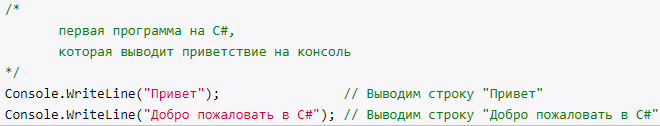 /*
первая программа на C#,
которая выводит приветствие на консоль
*/
Console.WriteLine("Привет"); // Выводим строку "Привет"
Console.WriteLine("Добро пожаловать в C#"); // Выводим строку "Добро пожаловать в C#"